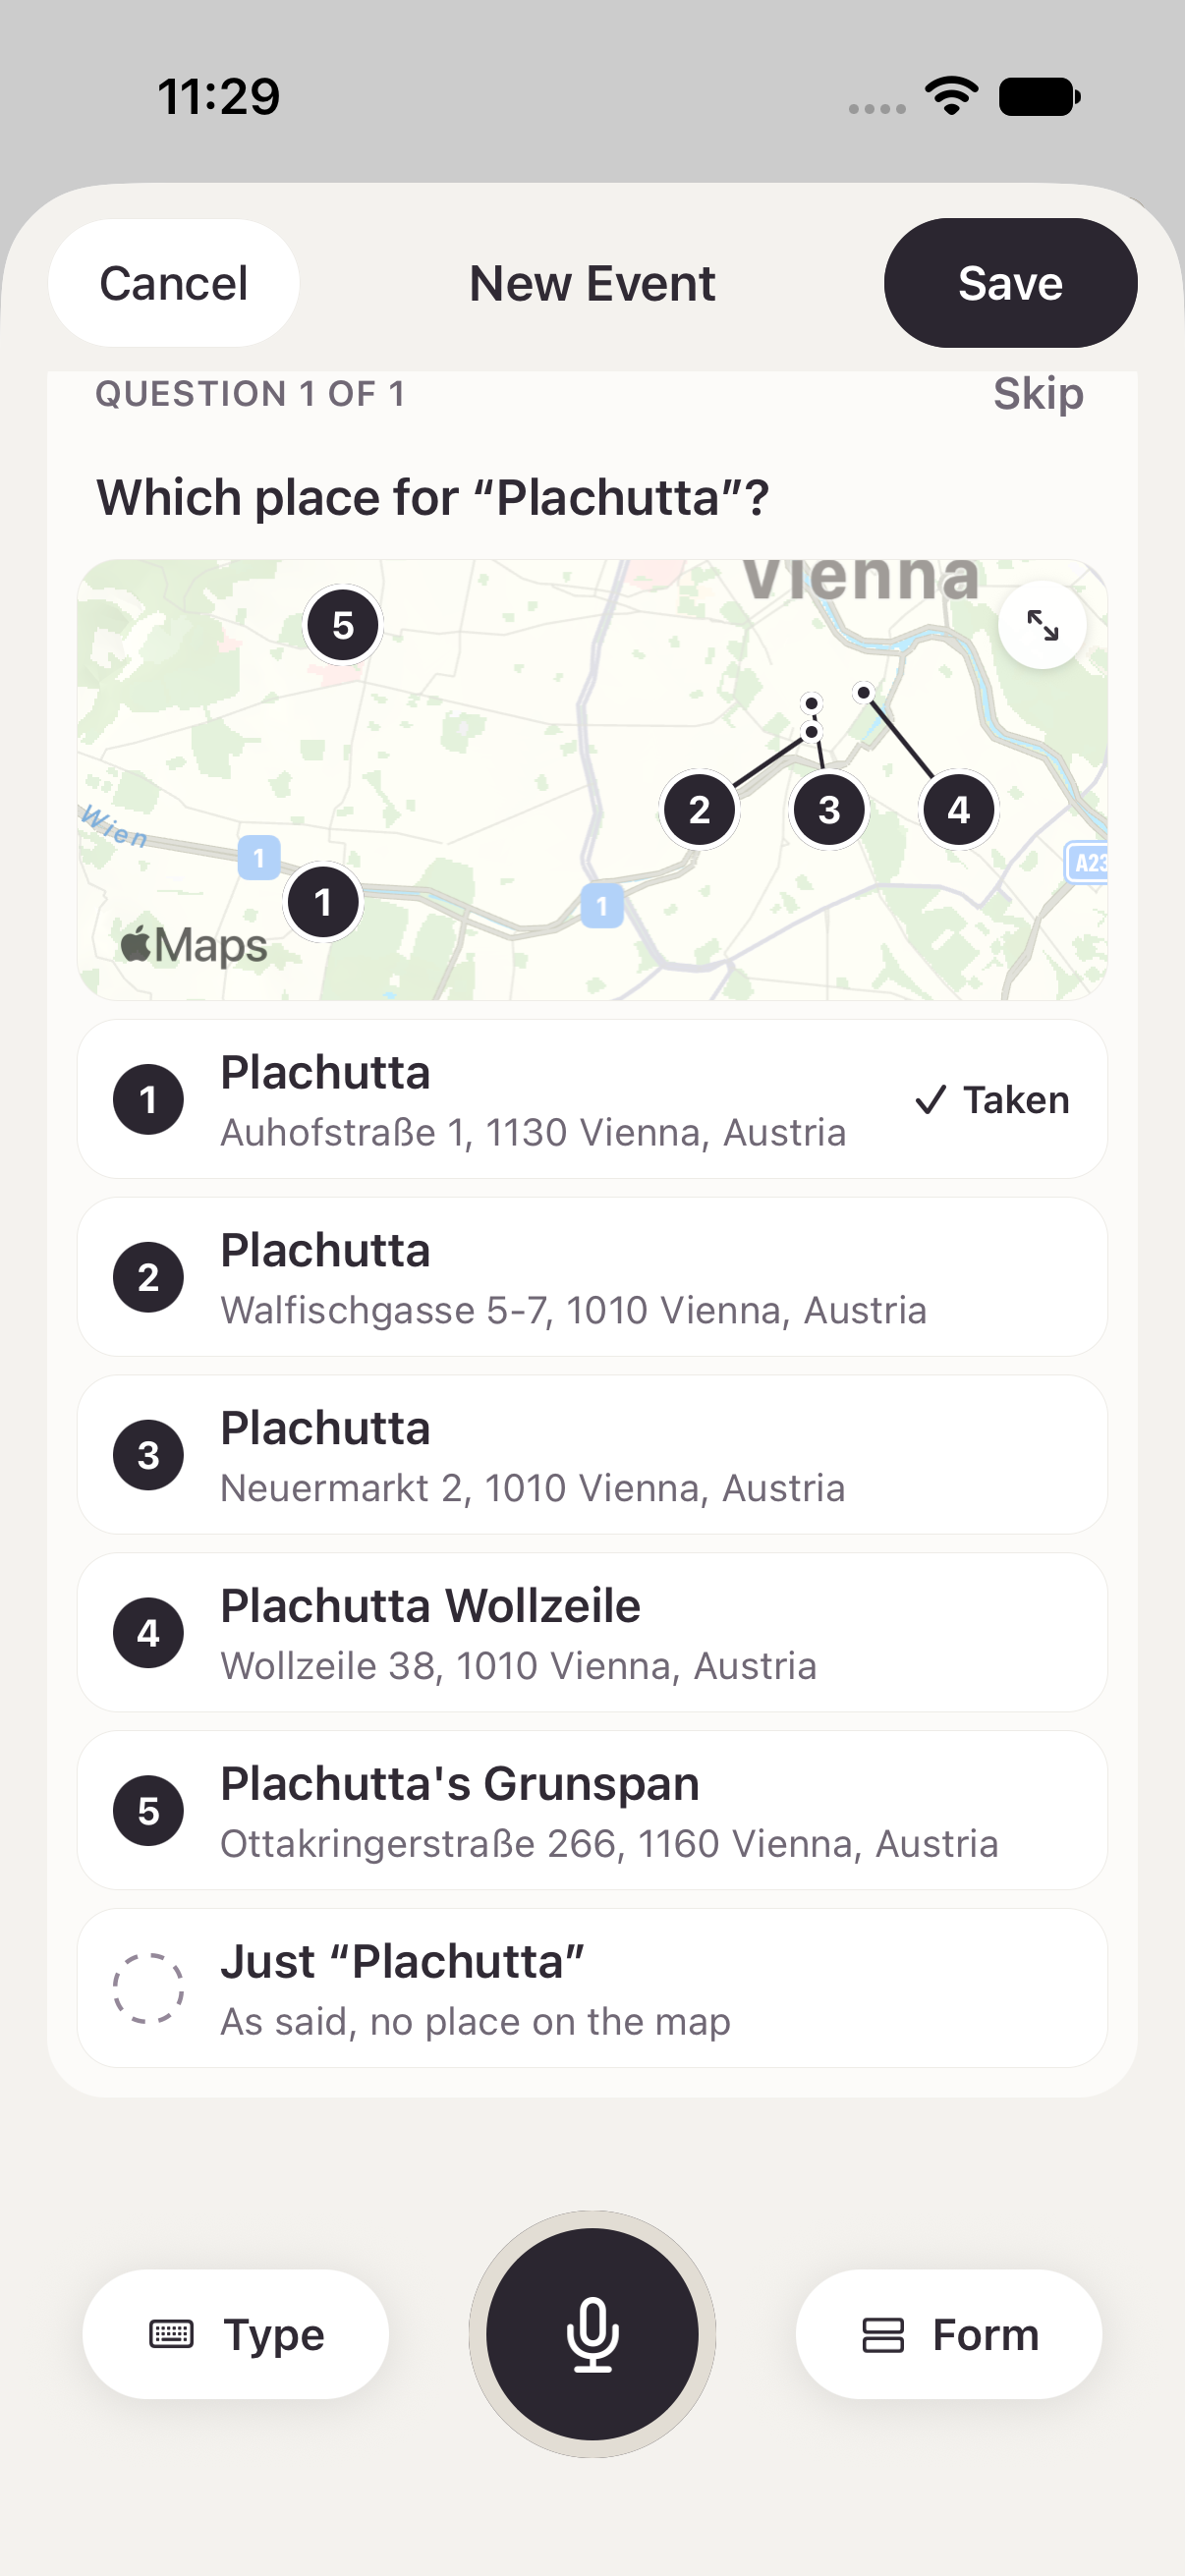 11:29
Cancel
New Event
Save
QUESTION 1 OF 1
Skip
Which place for “Plachutta”?
Vienna
5
2
3
4
Wien
1
A23
1
1
Maps
1
Plachutta
Auhofstraße 1, 1130 Vienna, Austria
✓ Taken
2
Plachutta
Walfischgasse 5-7, 1010 Vienna, Austria
3
Plachutta
Neuermarkt 2, 1010 Vienna, Austria
4
Plachutta Wollzeile
Wollzeile 38, 1010 Vienna, Austria
5
Plachutta's Grunspan
Ottakringerstraße 266, 1160 Vienna, Austria
Just “Plachutta”
As said, no place on the map
Type
Form